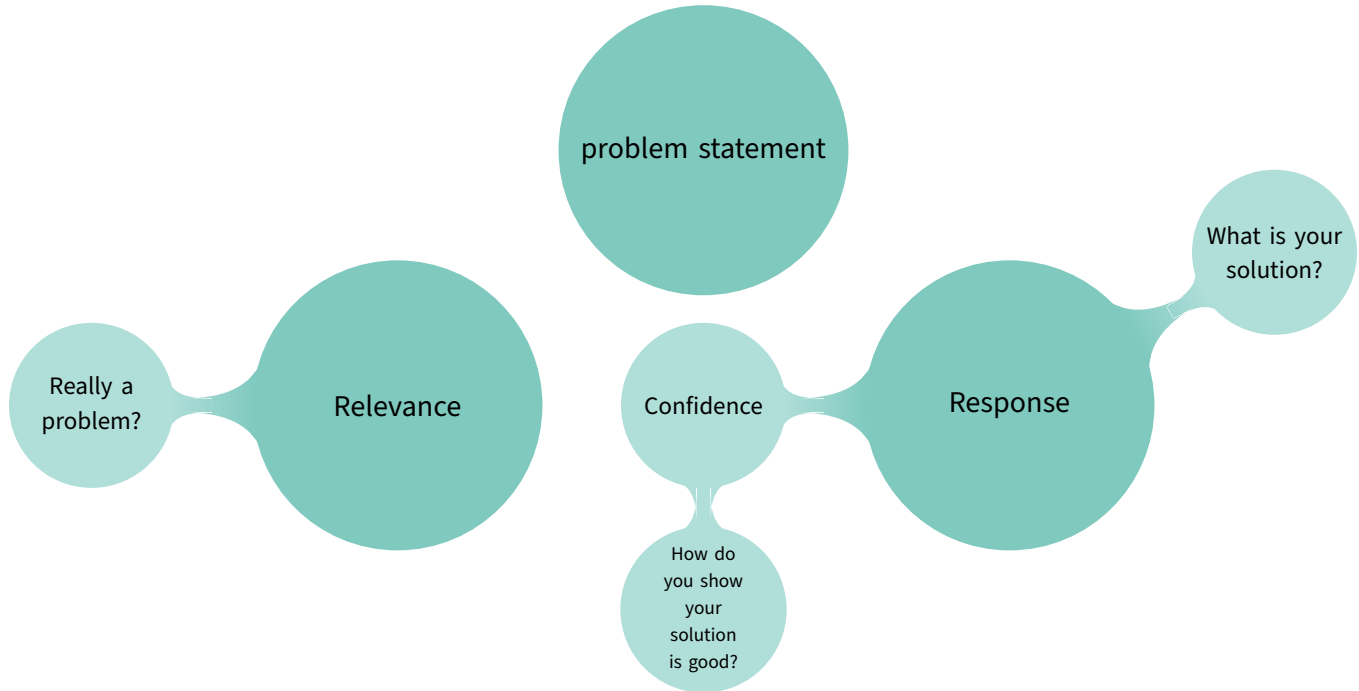 problem statement
What is your
solution?
Really a
problem?
Relevance
Confidence
Response
How do
you show
your
solution
is good?